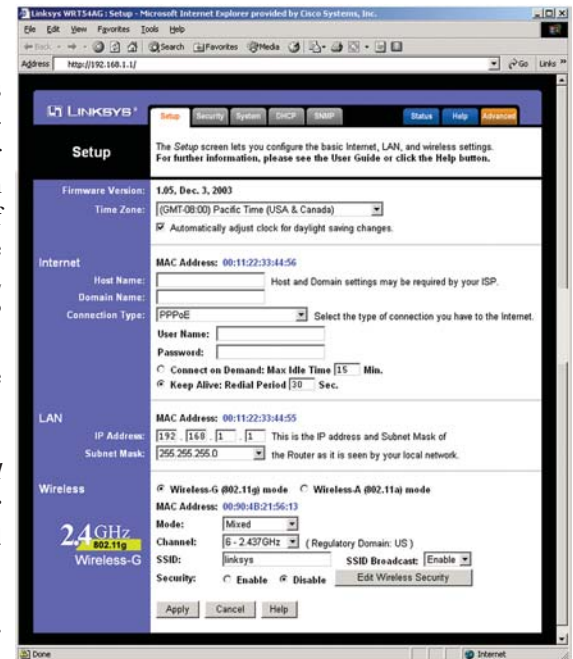 Linksys WRT54AG : Setup - Microsoft Internet Explorer provided by Cisco Systems, Inc.
File Edit View Favorites Tools Help
Back Search Favorites Media
Address http://192.168.1.1/ Go Links »
LINKSYS®
Setup Security System DHCP SNMP Status Help Advanced
Setup
The Setup screen lets you configure the basic Internet, LAN, and wireless settings.
For further information, please see the User Guide or click the Help button.
Firmware Version: 1.05, Dec. 3, 2003
Time Zone: (GMT-08:00) Pacific Time (USA & Canada)
Automatically adjust clock for daylight saving changes.
Internet MAC Address: 00:11:22:33:44:56
Host Name: Host and Domain settings may be required by your ISP.
Domain Name:
Connection Type: PPPoE Select the type of connection you have to the Internet.
User Name:
Password:
Connect on Demand: Max Idle Time 15 Min.
Keep Alive: Redial Period 30 Sec.
LAN MAC Address: 00:11:22:33:44:55
IP Address: 192 . 168 . 1 . 1 This is the IP address and Subnet Mask of
Subnet Mask: 255.255.255.0 the Router as it is seen by your local network.
Wireless Wireless-G (802.11g) mode Wireless-A (802.11a) mode
MAC Address: 00:90:4B:21:56:13
Mode: Mixed
2.4GHz
802.11g
Wireless-G
Channel: 6 - 2.437GHz ( Regulatory Domain: US )
SSID: linksys SSID Broadcast: Enable
Security: Enable Disable Edit Wireless Security
Apply Cancel Help
Done Internet